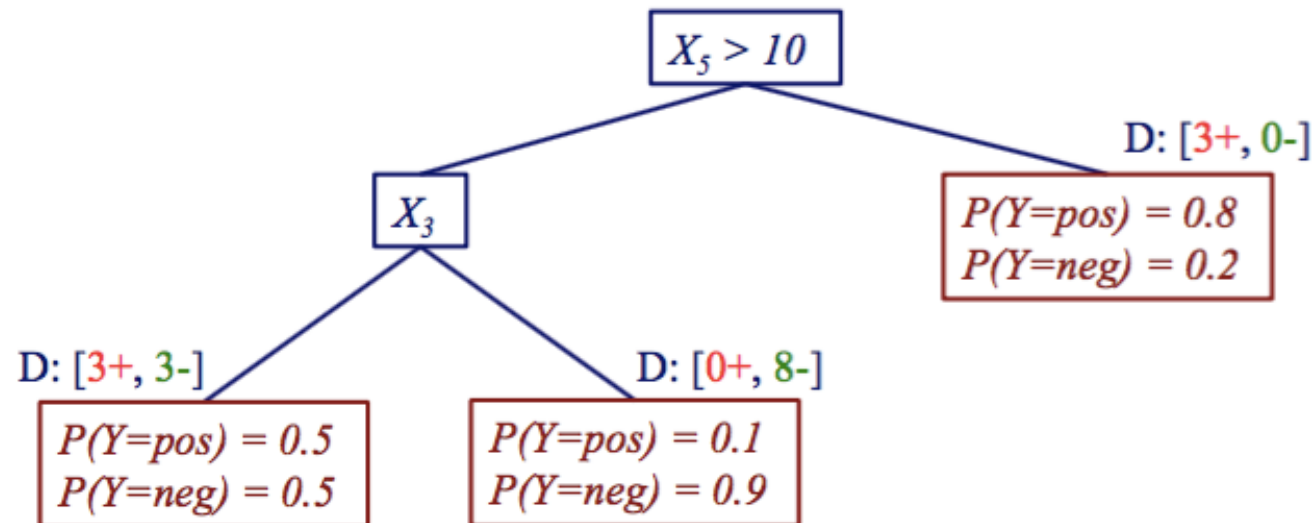 X₅ > 10
D: [3+, 0-]
X₃
P(Y=pos) = 0.8
P(Y=neg) = 0.2
D: [3+, 3-]
D: [0+, 8-]
P(Y=pos) = 0.5
P(Y=neg) = 0.5
P(Y=pos) = 0.1
P(Y=neg) = 0.9